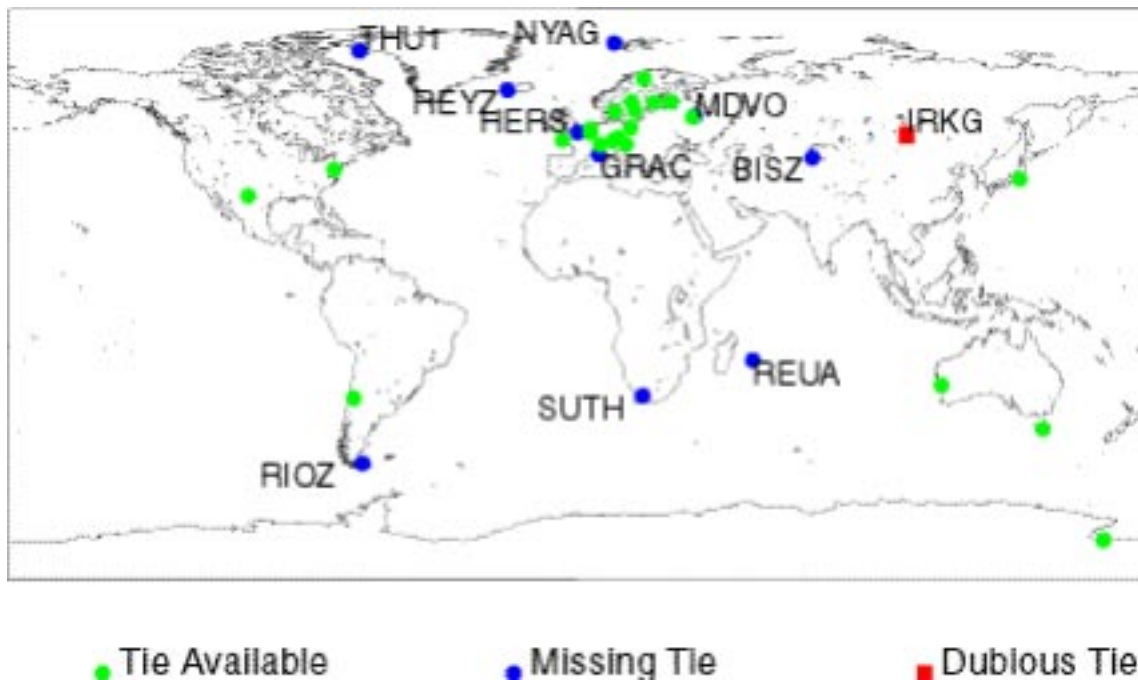 THU1
NYAG
REYZ
HERS
MDVO
IRKG
GRAC
BISZ
REUA
SUTH
RIOZ
Tie Available
Missing Tie
Dubious Tie